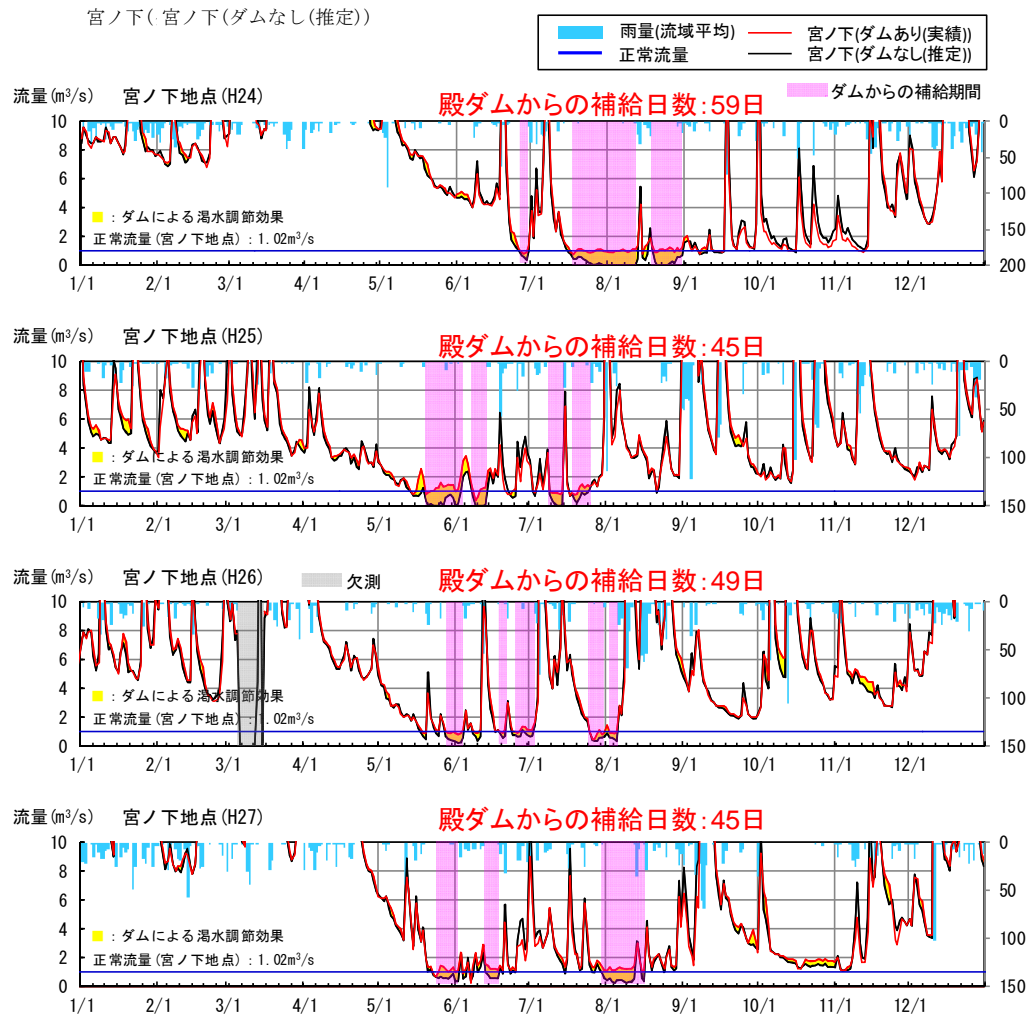 宮ノ下( 宮ノ下(ダムなし(推定))
雨量(流域平均) 宮ノ下(ダムあり(実績))
正常流量 宮ノ下(ダムなし(推定))
流量(m³/s) 宮ノ下地点(H24) 殿ダムからの補給日数:59日 ダムからの補給期間
10 0
8 50
6 100
4 ■：ダムによる渇水調節効果
2 正常流量(宮ノ下地点)：1.02m³/s 150
0 200
1/1 2/1 3/1 4/1 5/1 6/1 7/1 8/1 9/1 10/1 11/1 12/1
流量(m³/s) 宮ノ下地点(H25) 殿ダムからの補給日数:45日
10 0
8 50
6
4 ■：ダムによる渇水調節効果 100
2 正常流量(宮ノ下地点)：1.02m³/s
0 150
1/1 2/1 3/1 4/1 5/1 6/1 7/1 8/1 9/1 10/1 11/1 12/1
流量(m³/s) 宮ノ下地点(H26) 欠測 殿ダムからの補給日数:49日
10 0
8 50
6
4 ■：ダムによる渇水調節効果 100
2 正常流量(宮ノ下地点)：1.02m³/s
0 150
1/1 2/1 3/1 4/1 5/1 6/1 7/1 8/1 9/1 10/1 11/1 12/1
流量(m³/s) 宮ノ下地点(H27) 殿ダムからの補給日数:45日
10 0
8 50
6
4 ■：ダムによる渇水調節効果 100
2 正常流量(宮ノ下地点)：1.02m³/s
0 150
1/1 2/1 3/1 4/1 5/1 6/1 7/1 8/1 9/1 10/1 11/1 12/1